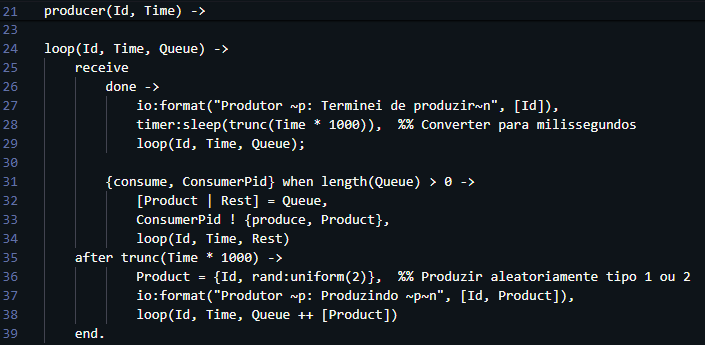 21 producer(Id, Time) ->
23
24 loop(Id, Time, Queue) ->
25     receive
26         done ->
27             io:format("Produtor ~p: Terminei de produzir~n", [Id]),
28             timer:sleep(trunc(Time * 1000)),  %% Converter para milissegundos
29             loop(Id, Time, Queue);
30
31         {consume, ConsumerPid} when length(Queue) > 0 ->
32             [Product | Rest] = Queue,
33             ConsumerPid ! {produce, Product},
34             loop(Id, Time, Rest)
35     after trunc(Time * 1000) ->
36             Product = {Id, rand:uniform(2)},  %% Produzir aleatoriamente tipo 1 ou 2
37             io:format("Produtor ~p: Produzindo ~p~n", [Id, Product]),
38             loop(Id, Time, Queue ++ [Product])
39     end.